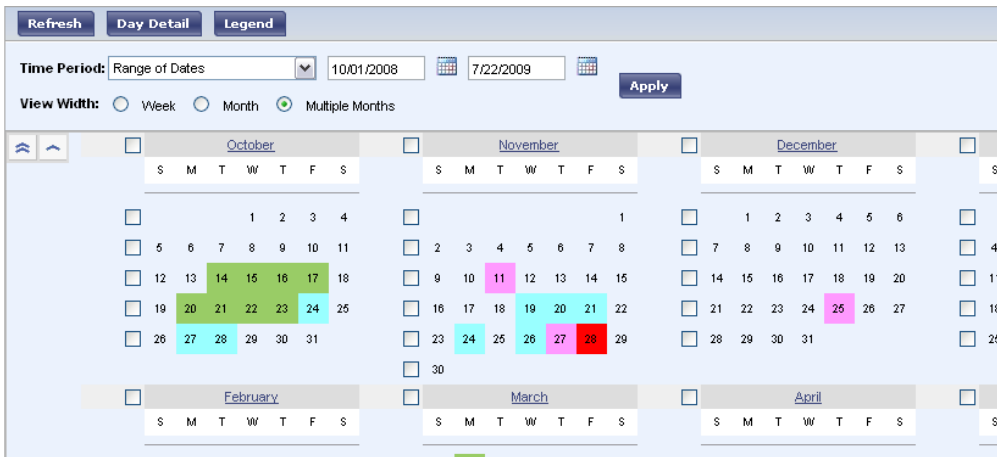 Refresh Day Detail Legend
Time Period: Range of Dates 10/01/2008 7/22/2009
Apply
View Width: Week Month Multiple Months
October November December
S M T W T F S S M T W T F S S M T W T F S S
1 2 3 4 1 1 2 3 4 5 6
5 6 7 8 9 10 11 2 3 4 5 6 7 8 7 8 9 10 11 12 13 4
12 13 14 15 16 17 18 9 10 11 12 13 14 15 14 15 16 17 18 19 20
19 20 21 22 23 24 25 16 17 18 19 20 21 22 21 22 23 24 25 26 27
26 27 28 29 30 31 23 24 25 26 27 28 29 28 29 30 31
30
February March April
S M T W T F S S M T W T F S S M T W T F S S